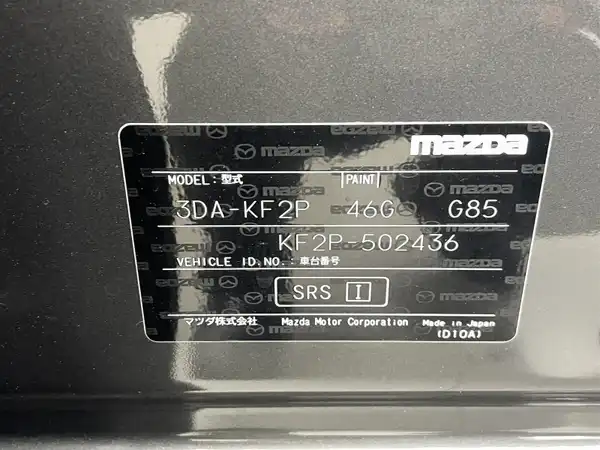 mazda
MODEL: 型式 PAINT
3DA-KF2P 46G G85
KF2P-502436
VEHICLE ID.NO.: 車台番号
SRS I
マツダ株式会社 Mazda Motor Corporation Made in Japan
(D10A)